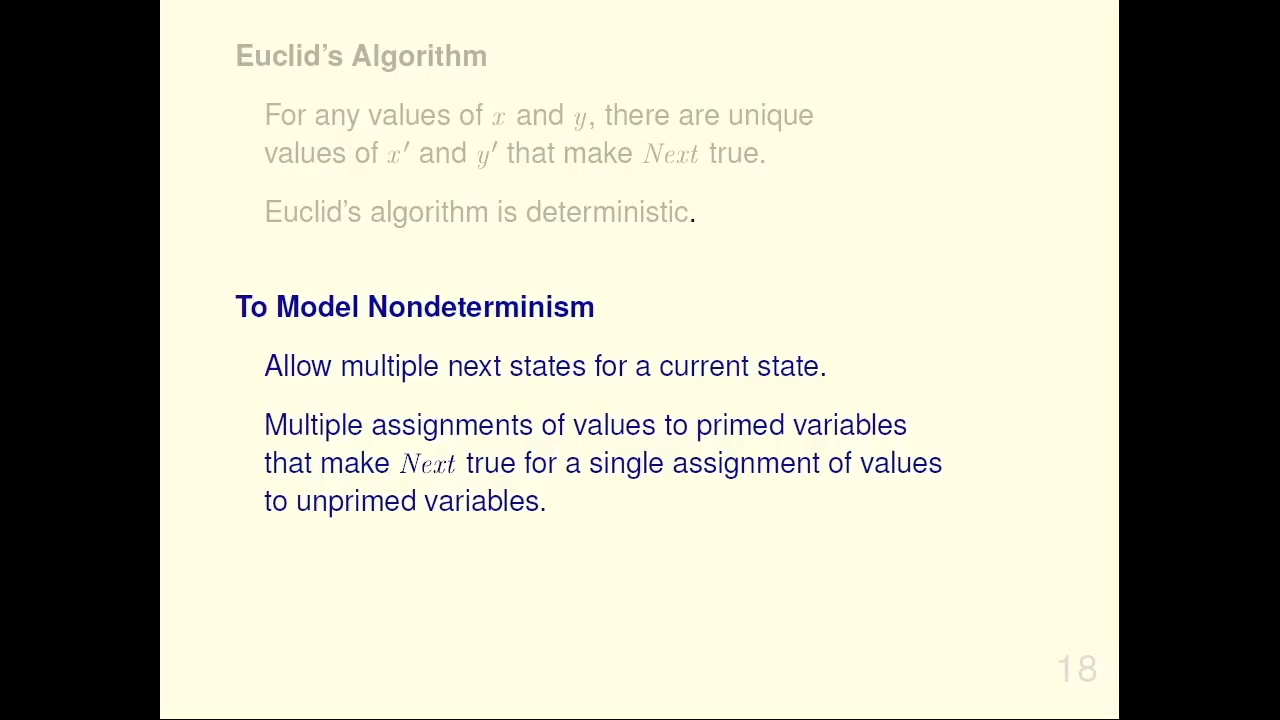 Euclid's Algorithm
For any values of x and y, there are unique
values of x′ and y′ that make Next true.
Euclid's algorithm is deterministic.
To Model Nondeterminism
Allow multiple next states for a current state.
Multiple assignments of values to primed variables
that make Next true for a single assignment of values
to unprimed variables.
18